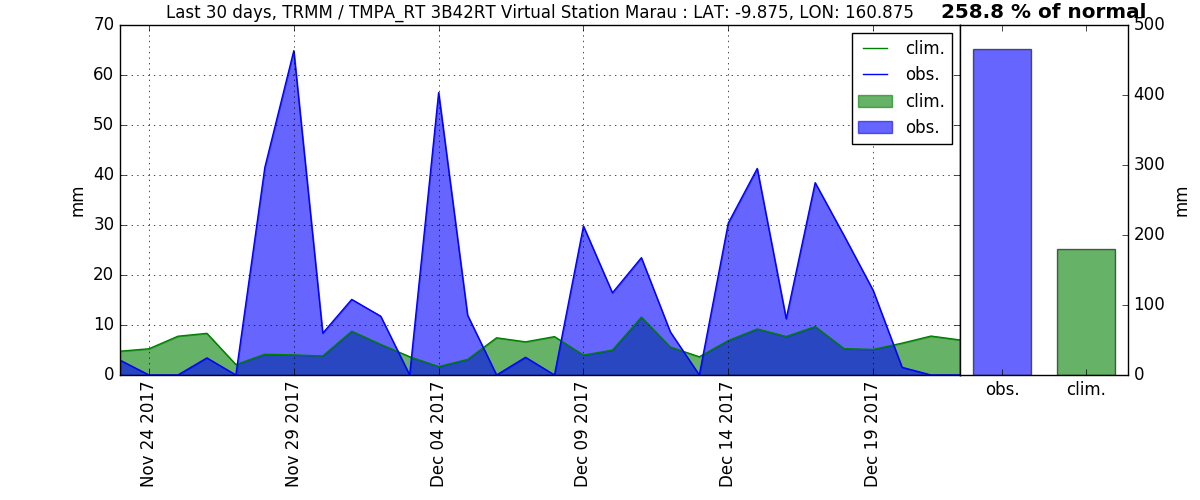 Last 30 days, TRMM / TMPA_RT 3B42RT Virtual Station Marau : LAT: -9.875, LON: 160.875
258.8 % of normal
70
60
50
40
30
20
10
0
mm
clim.
obs.
clim.
obs.
Nov 24 2017
Nov 29 2017
Dec 04 2017
Dec 09 2017
Dec 14 2017
Dec 19 2017
500
400
300
200
100
0
mm
obs.
clim.